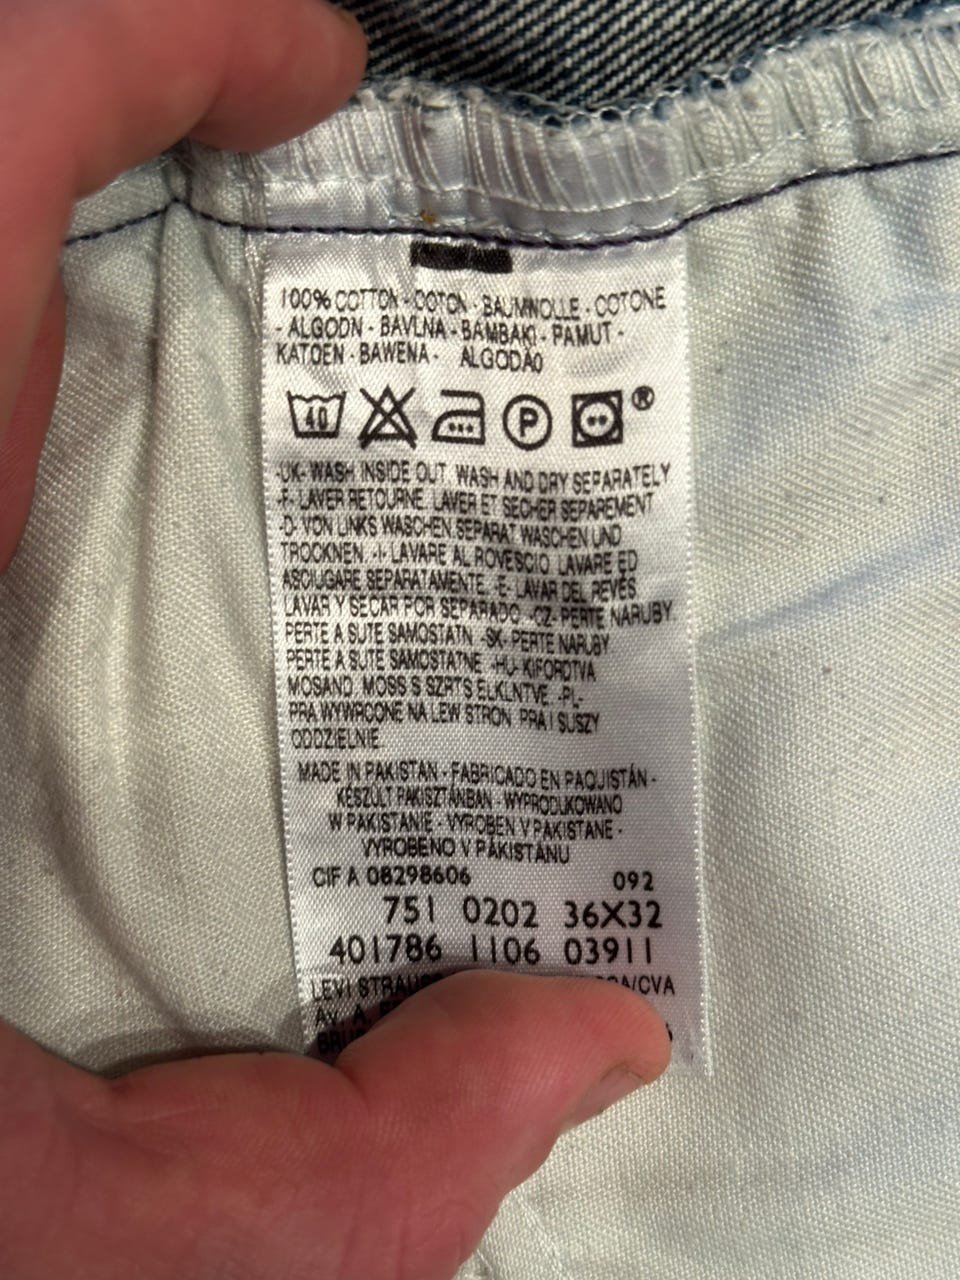 100% COTTON - COTON - BAUMWOLLE - COTONE
- ALGODN - BAVLNA - BAMBAKI - PAMUT -
KATOEN - BAWENA - ALGODÃO
40 P ®
-UK- WASH INSIDE OUT. WASH AND DRY SEPARATELY
-F- LAVER RETOURNE. LAVER ET SECHER SEPAREMENT
-D- VON LINKS WASCHEN SEPARAT WASCHEN UND
TROCKNEN. -I- LAVARE AL ROVESCIO. LAVARE ED
ASCIUGARE SEPARATAMENTE. -E- LAVAR DEL REVÉS
LAVAR Y SECAR POR SEPARADO. -CZ- PERTE NARUBY.
PERTE A SUTE SAMOSTATN -SK- PERTE NARUBY
PERTE A SUTE SAMOSTATNE -HU- KIFORDTVA
MOSAND. MOSS S SZRTS ELKLNTVE. -PL-
PRA WYWRCONE NA LEW STRON. PRA I SUSZY
ODDZIELNIE.
MADE IN PAKISTAN - FABRICADO EN PAQUISTÁN -
KÉSZÜLT PAKISZTÁNBAN - WYPRODUKOWANO
W PAKISTANIE - VYROBEN V PAKISTANE -
VYROBENO V PÁKISTÁNU
CIF A 08298606 092
751 0202 36X32
401786 1106 03911
LEVI /CVA
AV. A.